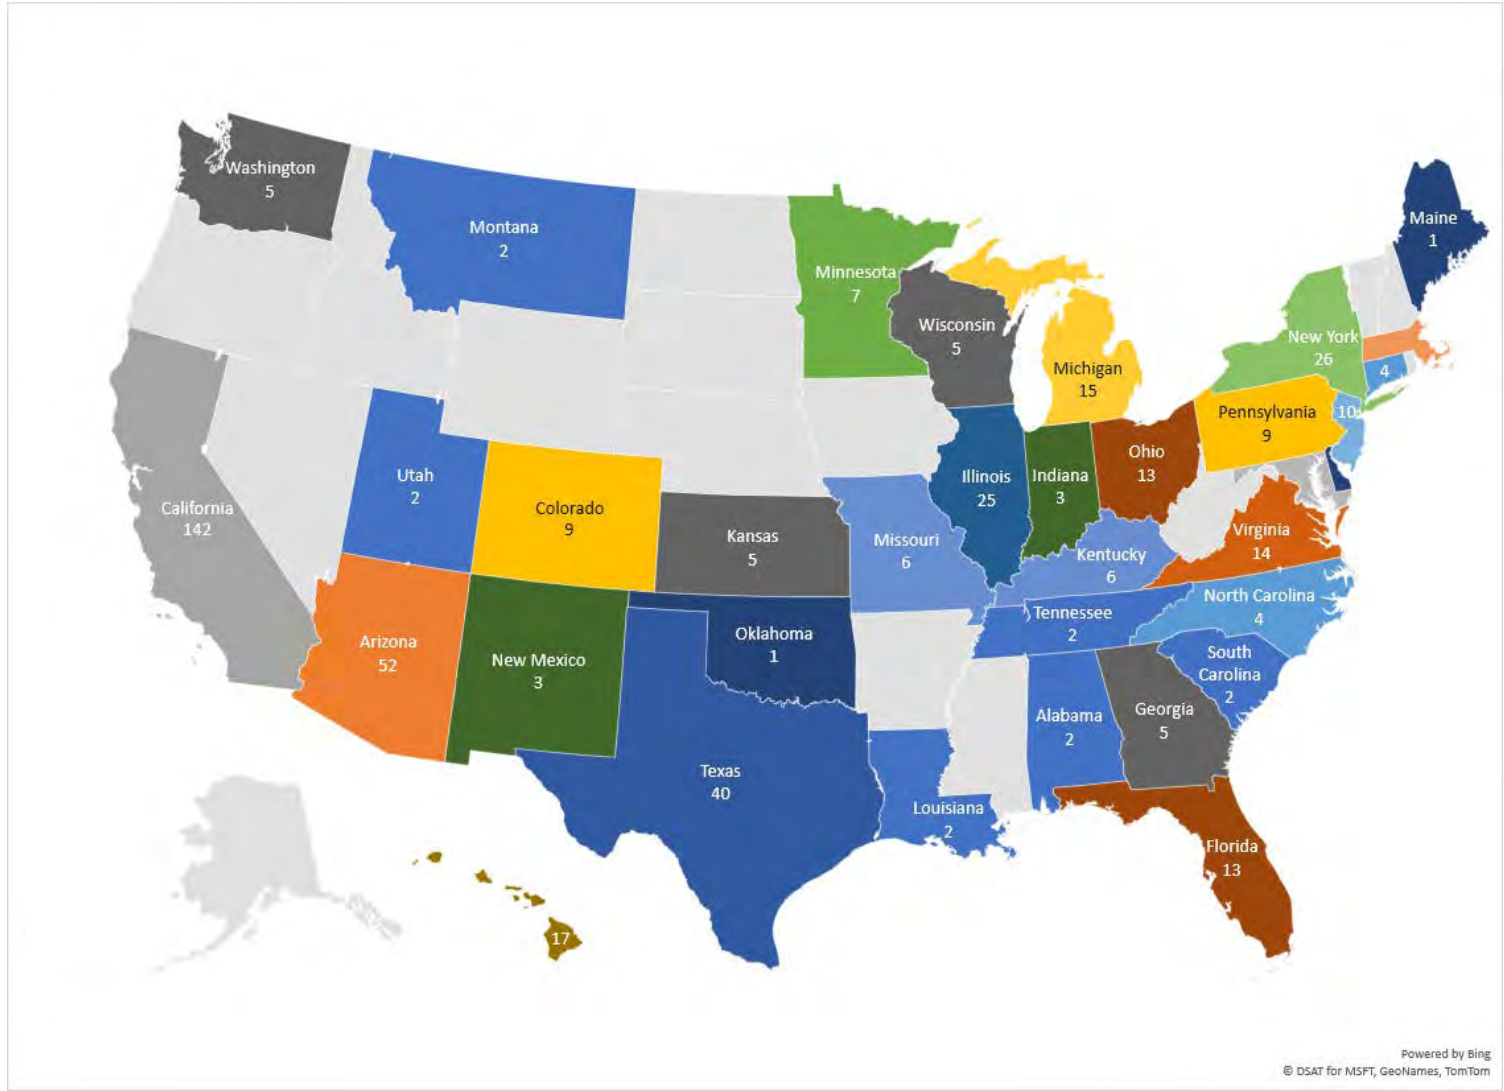 Washington
5
Montana
2
Minnesota
7
Wisconsin
5
Michigan
15
Maine
1
New York
26
4
10
Pennsylvania
9
Ohio
13
Indiana
3
Illinois
25
Utah
2
Colorado
9
California
142
Kansas
5
Missouri
6
Kentucky
6
Virginia
14
North Carolina
4
Tennessee
2
South
Carolina
2
Arizona
52
New Mexico
3
Oklahoma
1
Alabama
2
Georgia
5
Texas
40
Louisiana
2
Florida
13
17
Powered by Bing
© DSAT for MSFT, GeoNames, TomTom